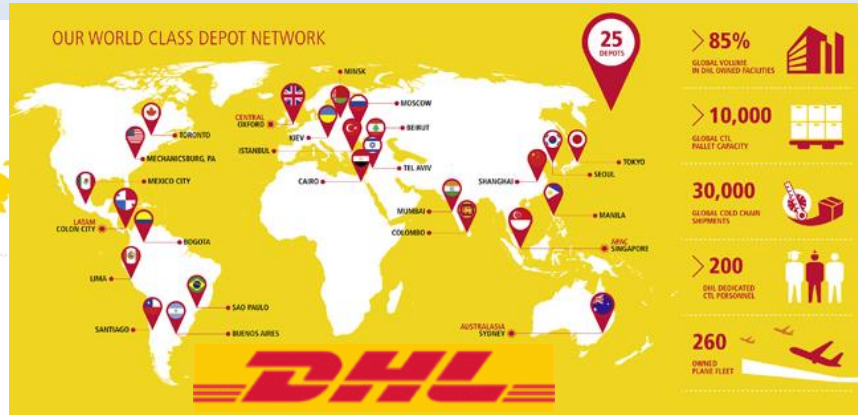 OUR WORLD CLASS DEPOT NETWORK
25
DEPOTS
MINSK
MOSCOW
CENTRAL
OXFORD
KIEV
BEIRUT
ISTANBUL
TEL AVIV
CAIRO
TORONTO
MECHANICSBURG, PA
MEXICO CITY
LATAM
COLON CITY
BOGOTA
LIMA
SAO PAULO
SANTIAGO
BUENOS AIRES
TOKYO
SEOUL
SHANGHAI
MUMBAI
MANILA
COLOMBO
APAC
SINGAPORE
AUSTRALASIA
SYDNEY
> 85%
GLOBAL VOLUME
IN DHL OWNED FACILITIES
> 10,000
GLOBAL CTL
PALLET CAPACITY
30,000
GLOBAL COLD CHAIN
SHIPMENTS
> 200
DHL DEDICATED
CTL PERSONNEL
260
OWNED
PLANE FLEET
DHL